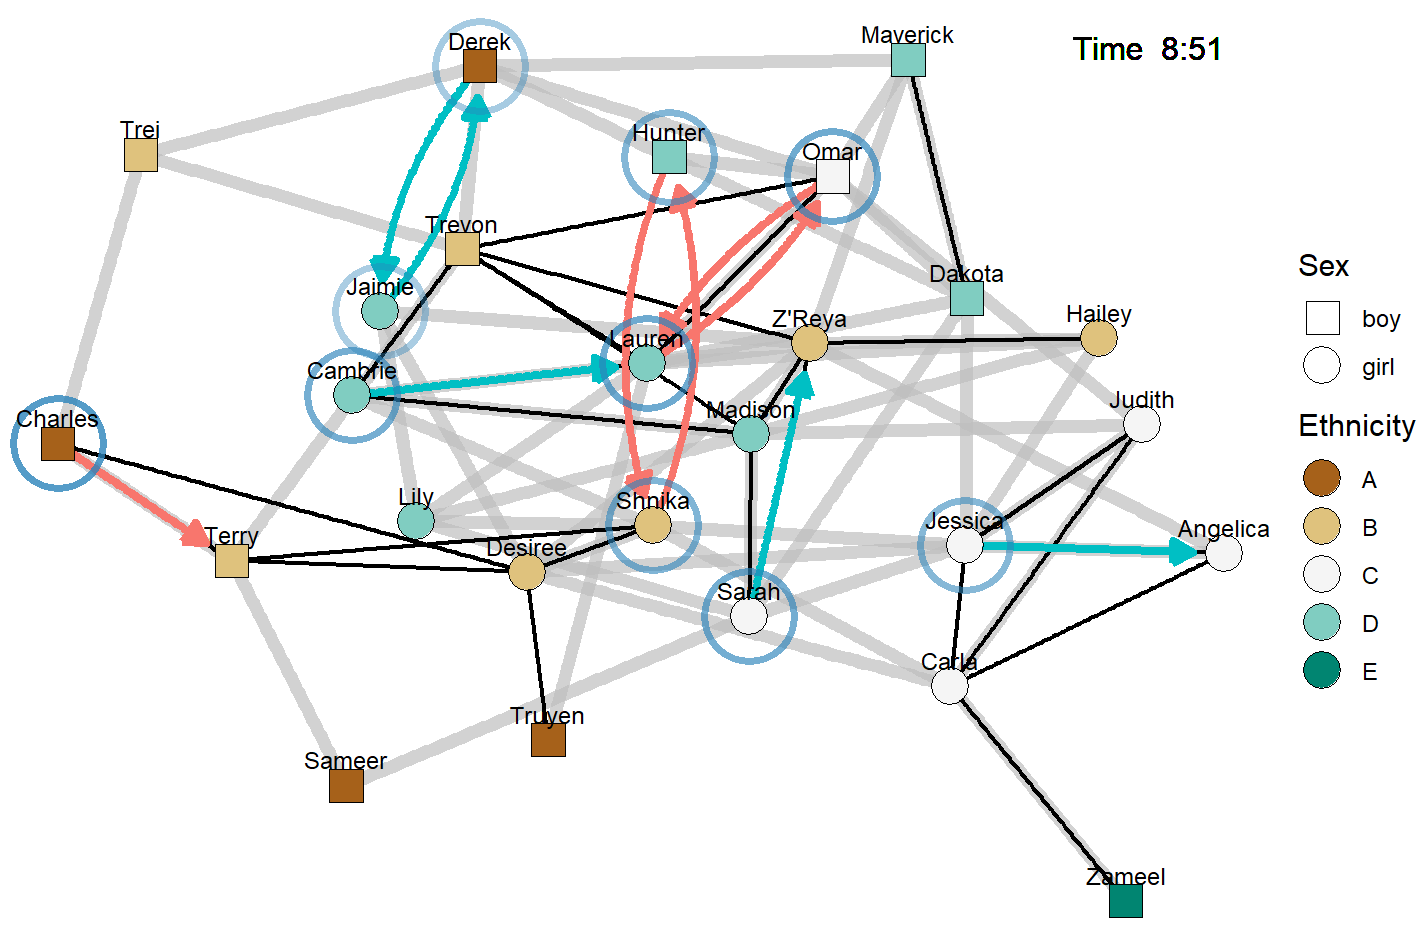 Derek
Maverick
Time 8:51
Trei
Hunter
Omar
Trevon
Dakota
Sex
Jaimie
Z'Reya
Hailey
boy
Lauren
Cambrie
girl
Madison
Judith
Charles
Ethnicity
A
Lily
Shnika
Jessica
Angelica
B
Terry
Desiree
C
Sarah
D
Carla
E
Truyen
Sameer
Zameel